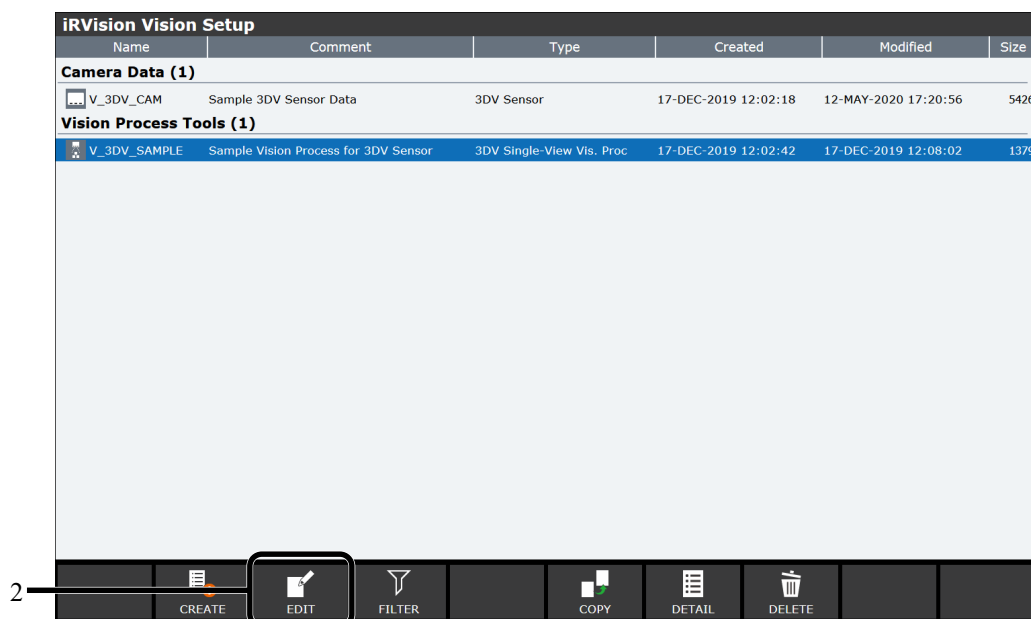 iRVision Vision Setup
Name Comment Type Created Modified Size
Camera Data (1)
V_3DV_CAM Sample 3DV Sensor Data 3DV Sensor 17-DEC-2019 12:02:18 12-MAY-2020 17:20:56 5426
Vision Process Tools (1)
V_3DV_SAMPLE Sample Vision Process for 3DV Sensor 3DV Single-View Vis. Proc 17-DEC-2019 12:02:42 17-DEC-2019 12:08:02 1379
2
CREATE EDIT FILTER COPY DETAIL DELETE